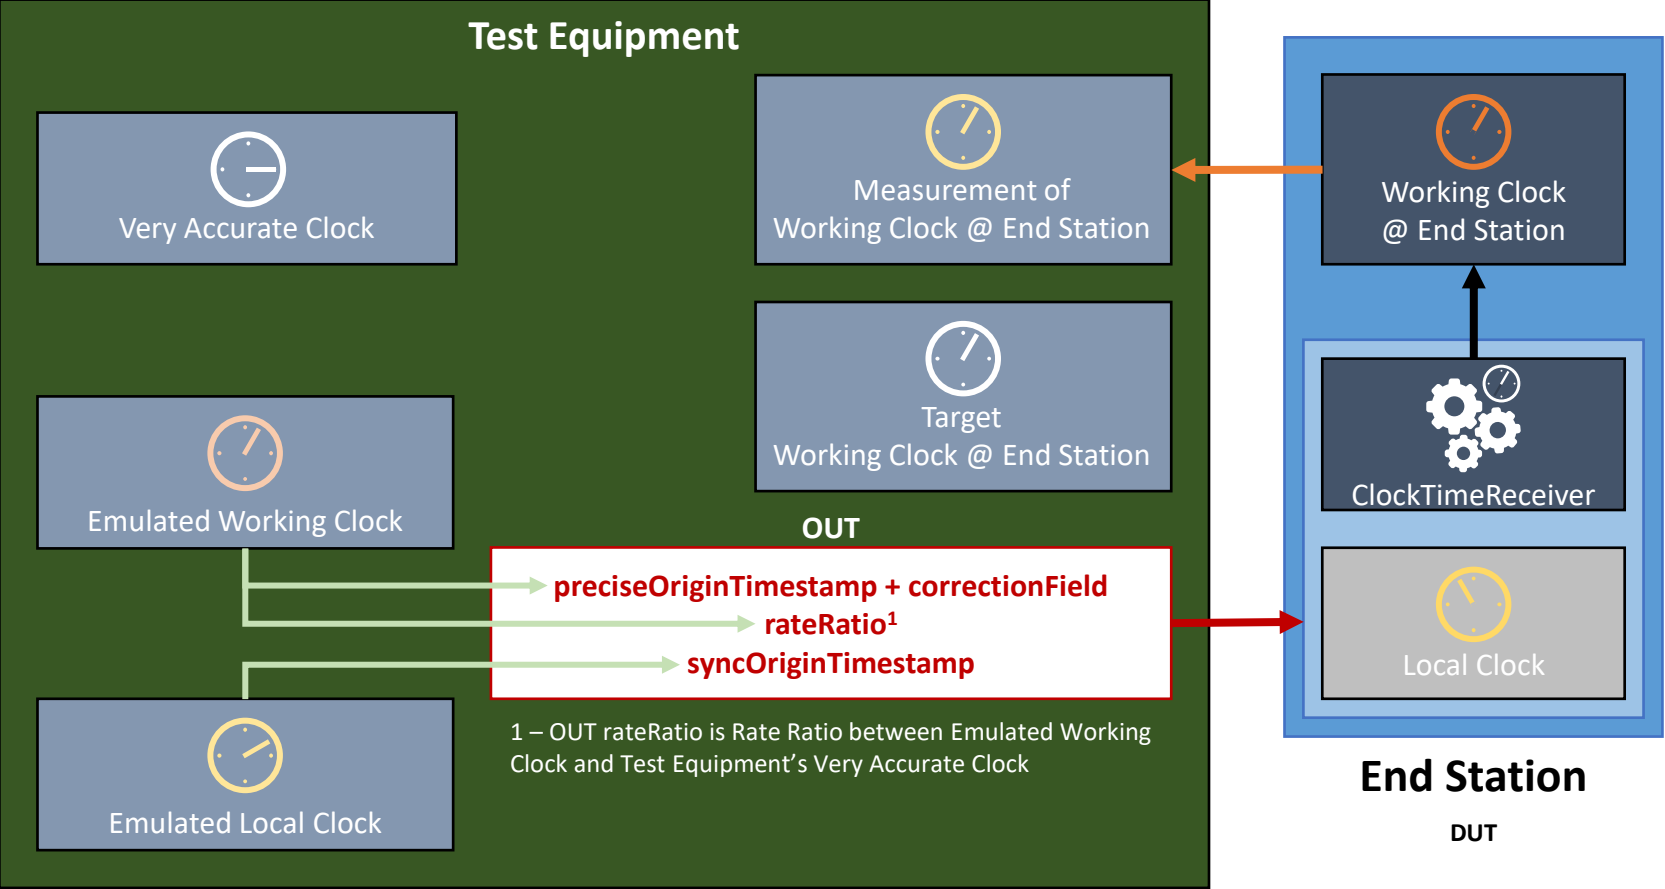 Test Equipment
Very Accurate Clock
Measurement of
Working Clock @ End Station
Working Clock
@ End Station
Target
Working Clock @ End Station
ClockTimeReceiver
Emulated Working Clock
OUT
preciseOriginTimestamp + correctionField
rateRatio¹
syncOriginTimestamp
Local Clock
1 – OUT rateRatio is Rate Ratio between Emulated Working
Clock and Test Equipment's Very Accurate Clock
Emulated Local Clock
End Station
DUT